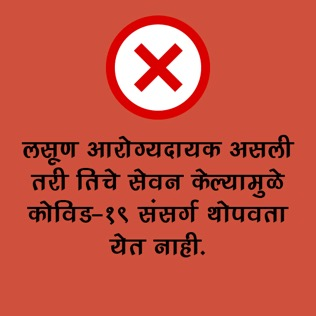 लसूण आरोग्यदायक असली
तरी तिचे सेवन केल्यामुळे
कोविड-१९ संसर्ग थोपवता
येत नाही.